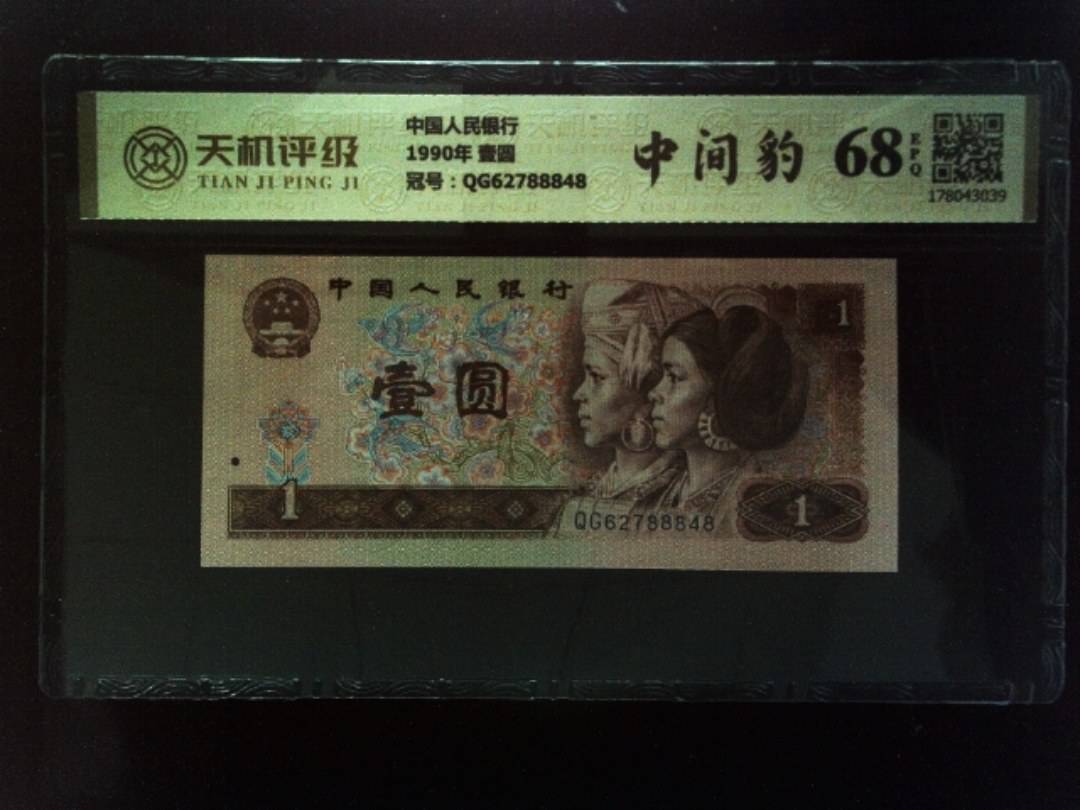 天机评级
TIAN JI PING JI
中国人民银行
1990年 壹圆
冠号：QG62788848
中间豹
68
EPQ
178043039
中国人民银行
1
壹圆
1
QG62788848
1